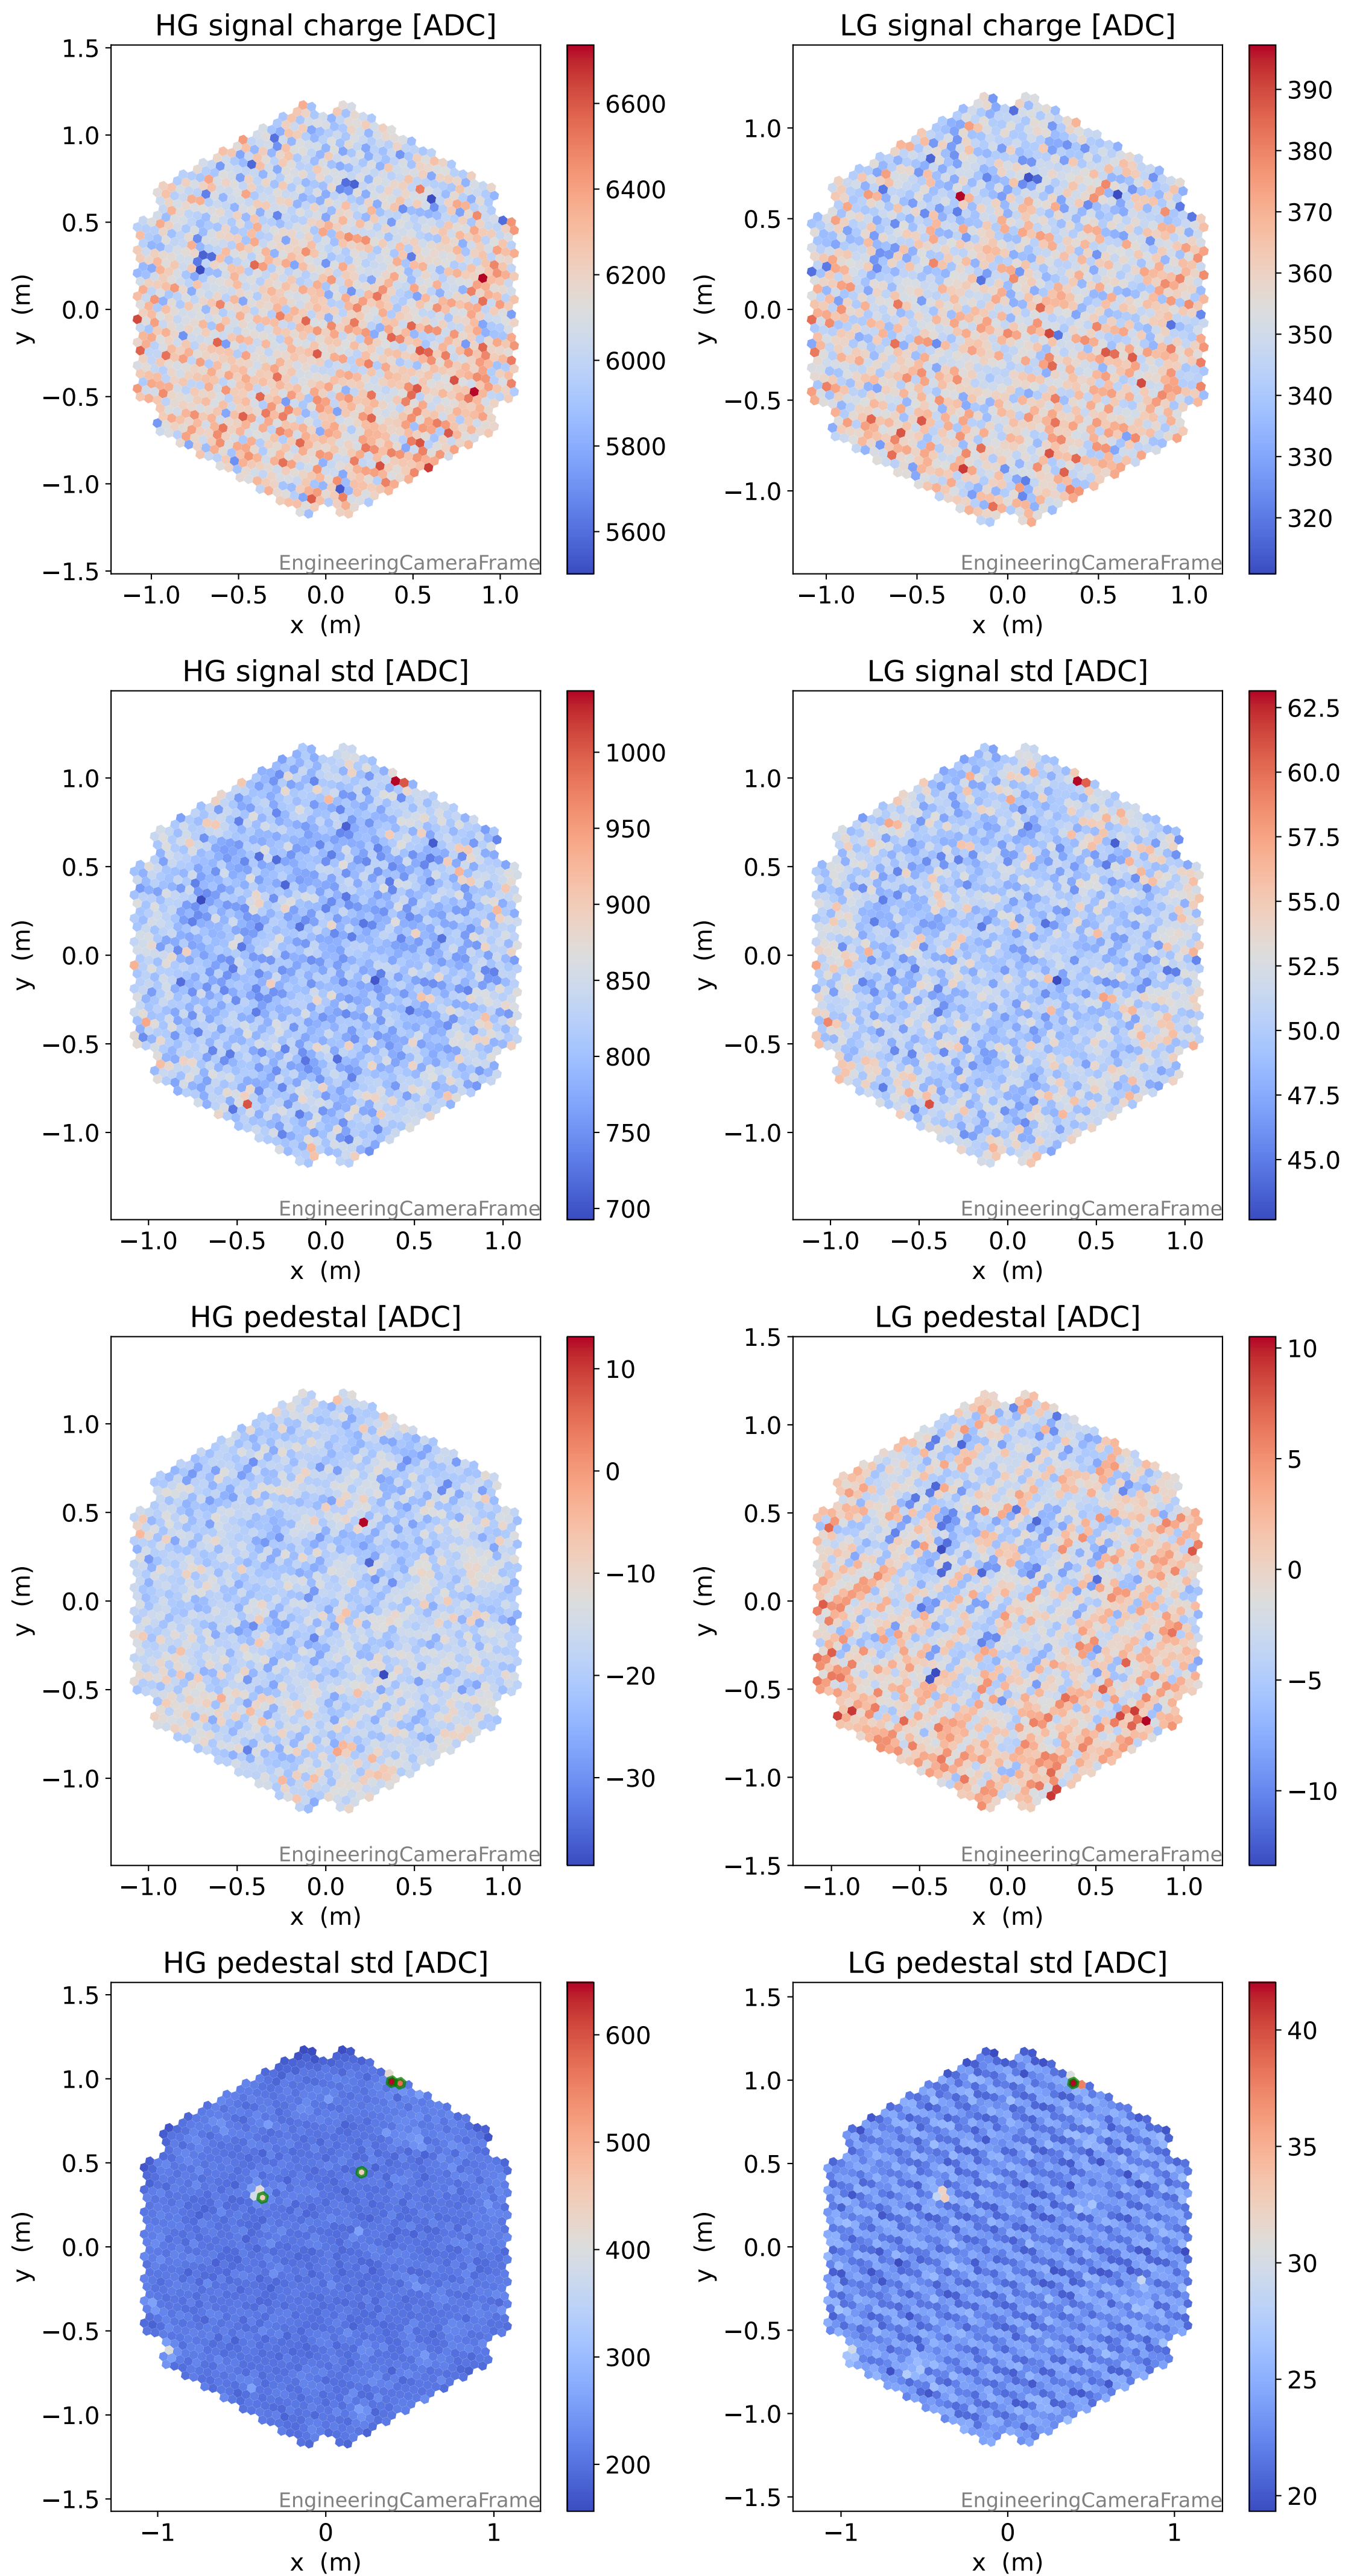 HG signal charge [ADC]
LG signal charge [ADC]
1.5
1.0
0.5
0.0
−0.5
−1.0
−1.5
y (m)
−1.0 −0.5 0.0 0.5 1.0
x (m)
EngineeringCameraFrame
6600
6400
6200
6000
5800
5600
1.0
0.5
0.0
−0.5
−1.0
y (m)
−1.0 −0.5 0.0 0.5 1.0
x (m)
EngineeringCameraFrame
390
380
370
360
350
340
330
320
HG signal std [ADC]
LG signal std [ADC]
1.0
0.5
0.0
−0.5
−1.0
y (m)
−1.0 −0.5 0.0 0.5 1.0
x (m)
EngineeringCameraFrame
1000
950
900
850
800
750
700
1.0
0.5
0.0
−0.5
−1.0
y (m)
−1.0 −0.5 0.0 0.5 1.0
x (m)
EngineeringCameraFrame
62.5
60.0
57.5
55.0
52.5
50.0
47.5
45.0
HG pedestal [ADC]
LG pedestal [ADC]
1.0
0.5
0.0
−0.5
−1.0
y (m)
−1.0 −0.5 0.0 0.5 1.0
x (m)
EngineeringCameraFrame
10
0
−10
−20
−30
1.5
1.0
0.5
0.0
−0.5
−1.0
−1.5
y (m)
−1.0 −0.5 0.0 0.5 1.0
x (m)
EngineeringCameraFrame
10
5
0
−5
−10
HG pedestal std [ADC]
LG pedestal std [ADC]
1.5
1.0
0.5
0.0
−0.5
−1.0
−1.5
y (m)
−1 0 1
x (m)
EngineeringCameraFrame
600
500
400
300
200
1.5
1.0
0.5
0.0
−0.5
−1.0
−1.5
y (m)
−1 0 1
x (m)
EngineeringCameraFrame
40
35
30
25
20